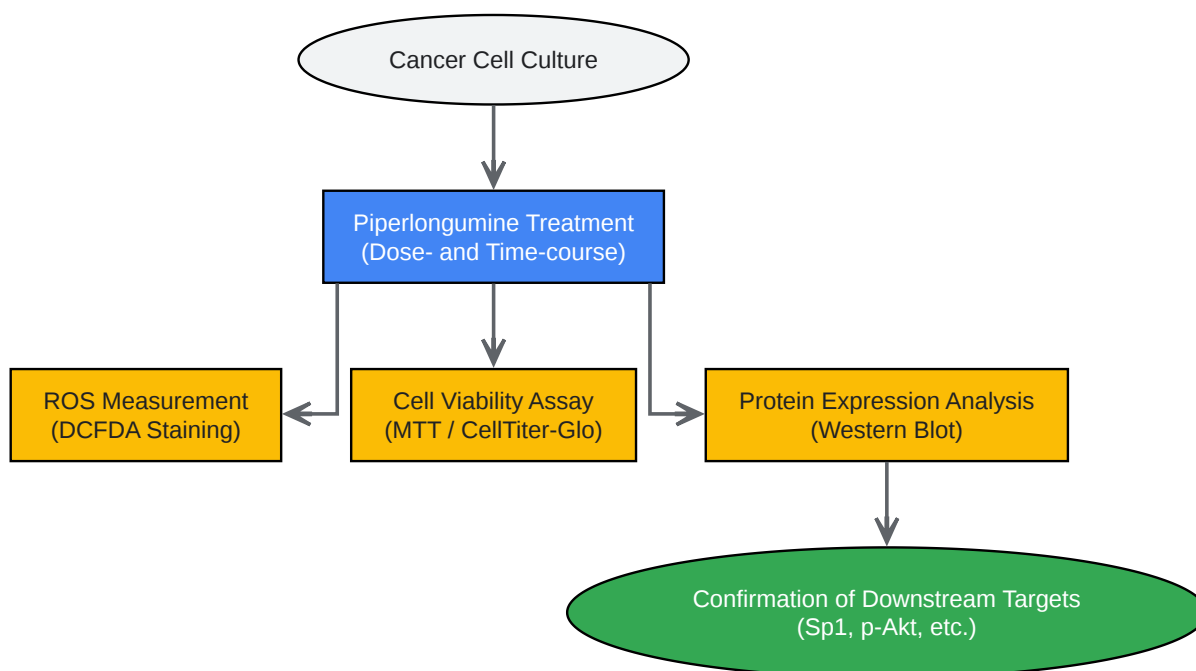 Cancer Cell Culture
Piperlongumine Treatment
(Dose- and Time-course)
ROS Measurement
(DCFDA Staining)
Cell Viability Assay
(MTT / CellTiter-Glo)
Protein Expression Analysis
(Western Blot)
Confirmation of Downstream Targets
(Sp1, p-Akt, etc.)